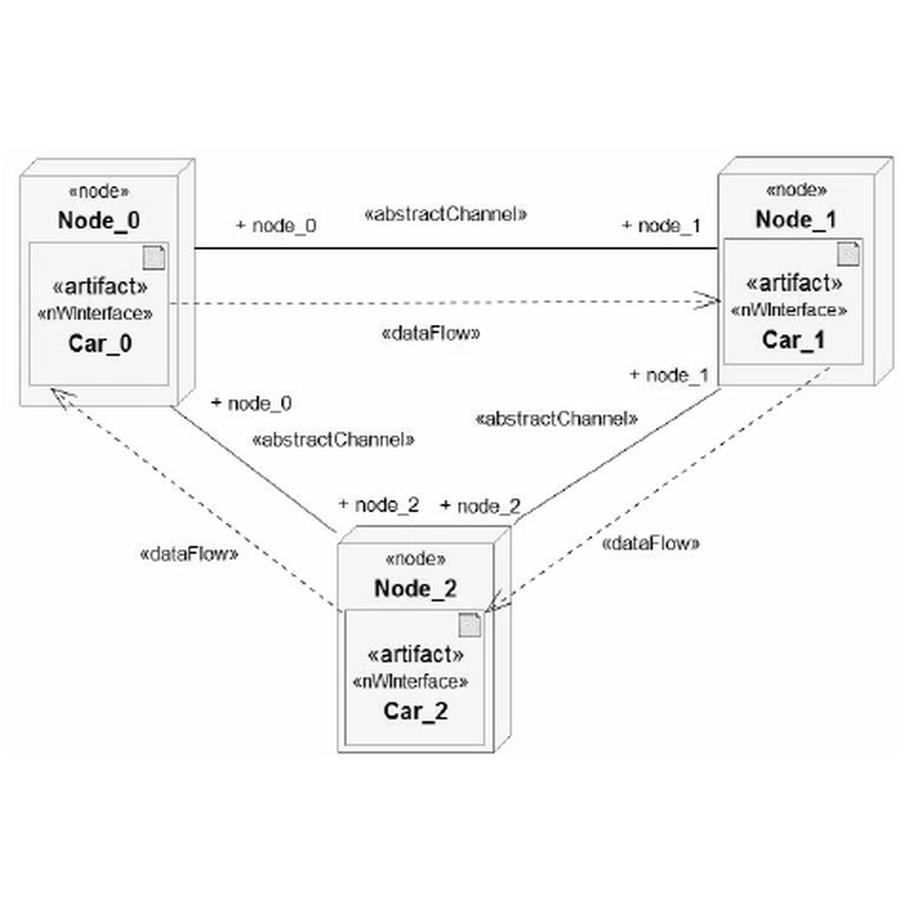 «node»
Node_0
«artifact»
«nWInterface»
Car_0
+ node_0
«abstractChannel»
+ node_1
«node»
Node_1
«artifact»
«nWInterface»
Car_1
«dataFlow»
+ node_0
«abstractChannel»
+ node_1
«abstractChannel»
+ node_2
+ node_2
«dataFlow»
«dataFlow»
«node»
Node_2
«artifact»
«nWInterface»
Car_2